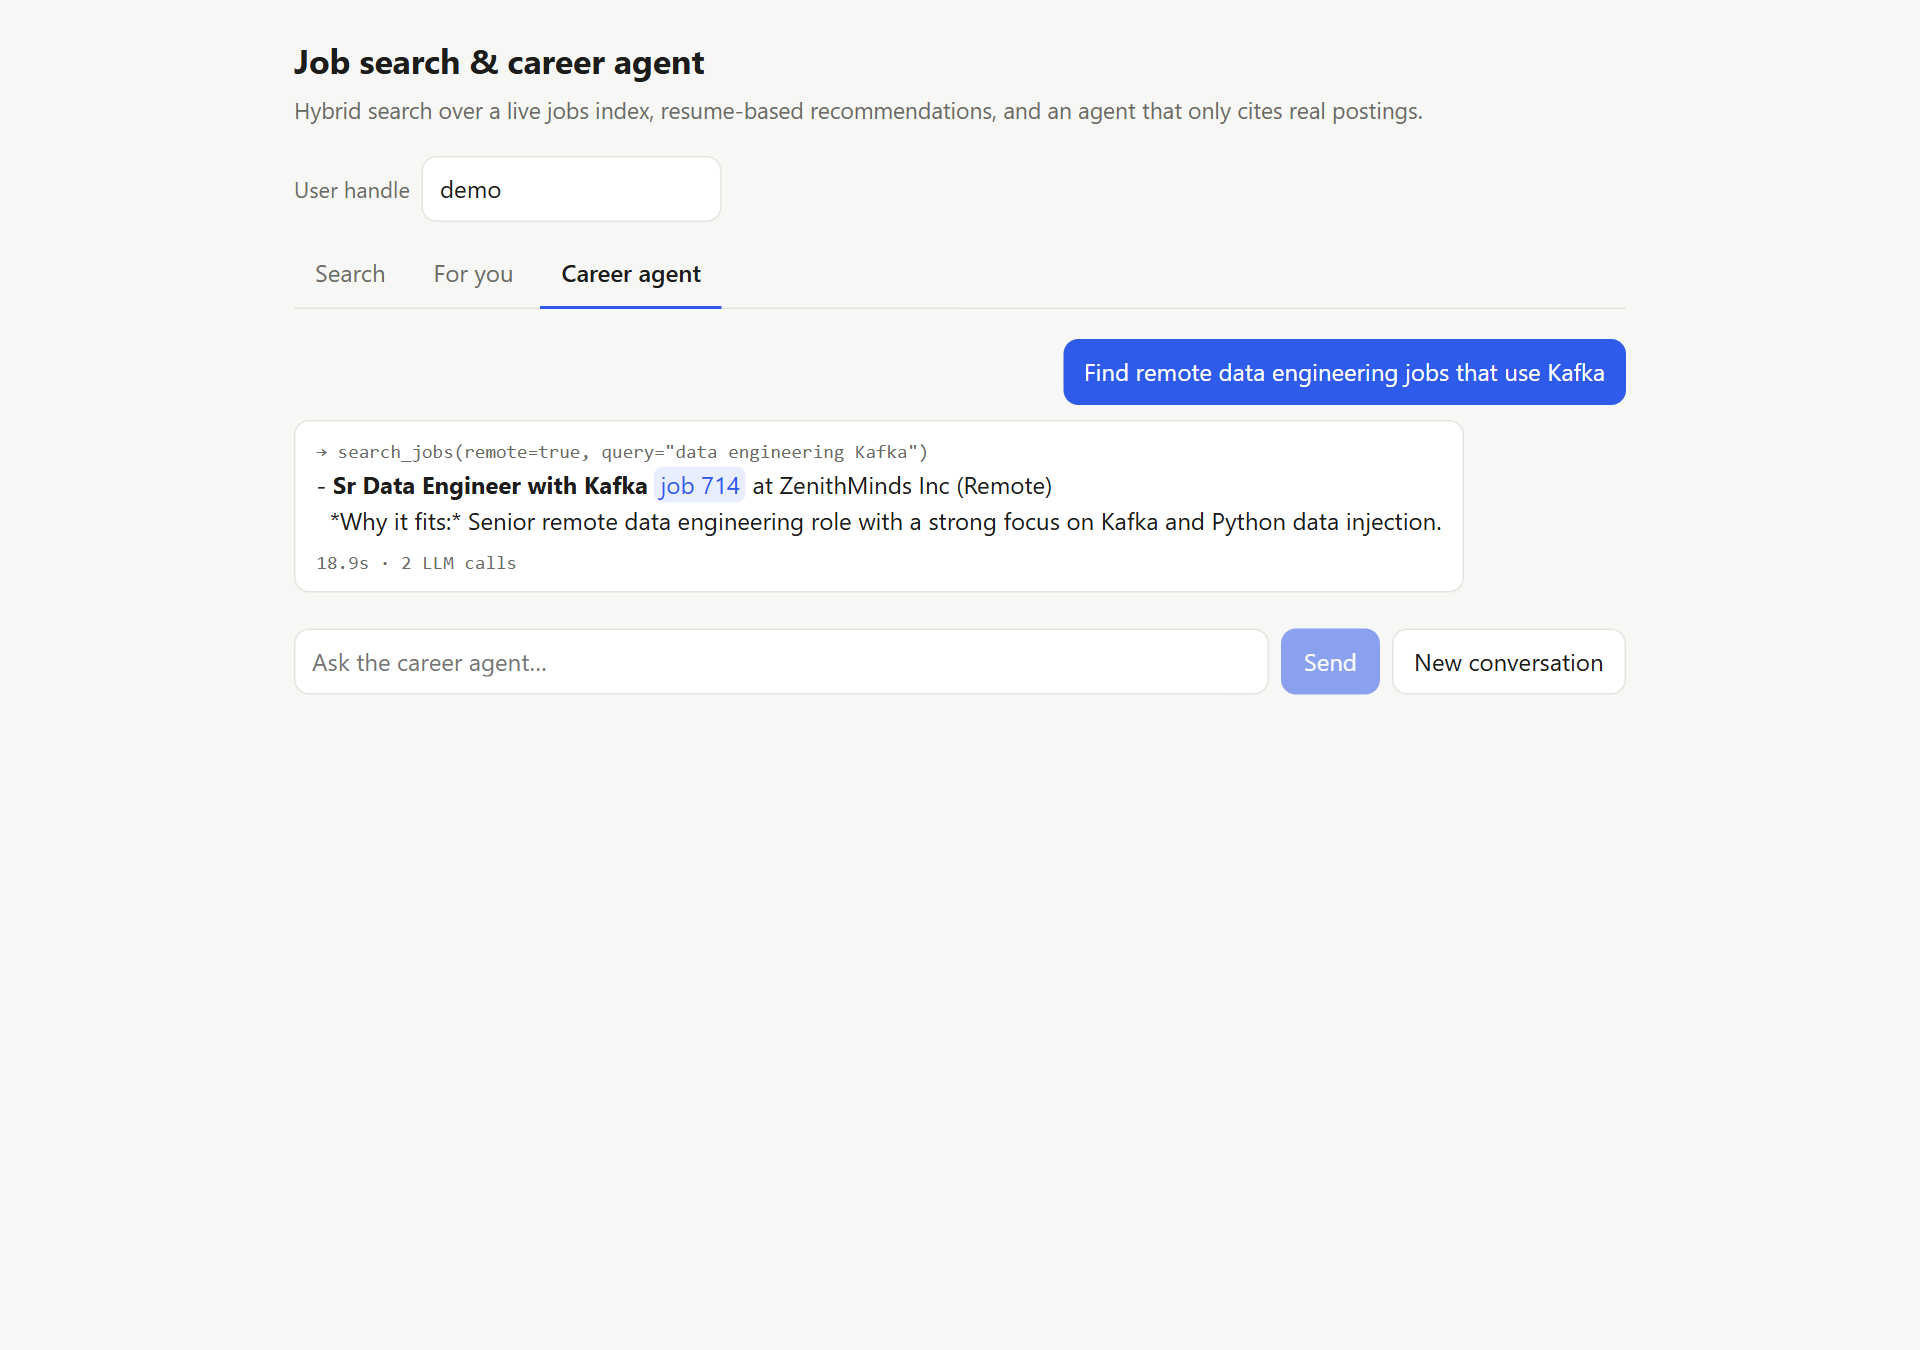 Job search & career agent
Hybrid search over a live jobs index, resume-based recommendations, and an agent that only cites real postings.
User handle demo
Search For you Career agent
Find remote data engineering jobs that use Kafka
→ search_jobs(remote=true, query="data engineering Kafka")
- Sr Data Engineer with Kafka job 714 at ZenithMinds Inc (Remote)
*Why it fits:* Senior remote data engineering role with a strong focus on Kafka and Python data injection.
18.9s · 2 LLM calls
Ask the career agent... Send New conversation